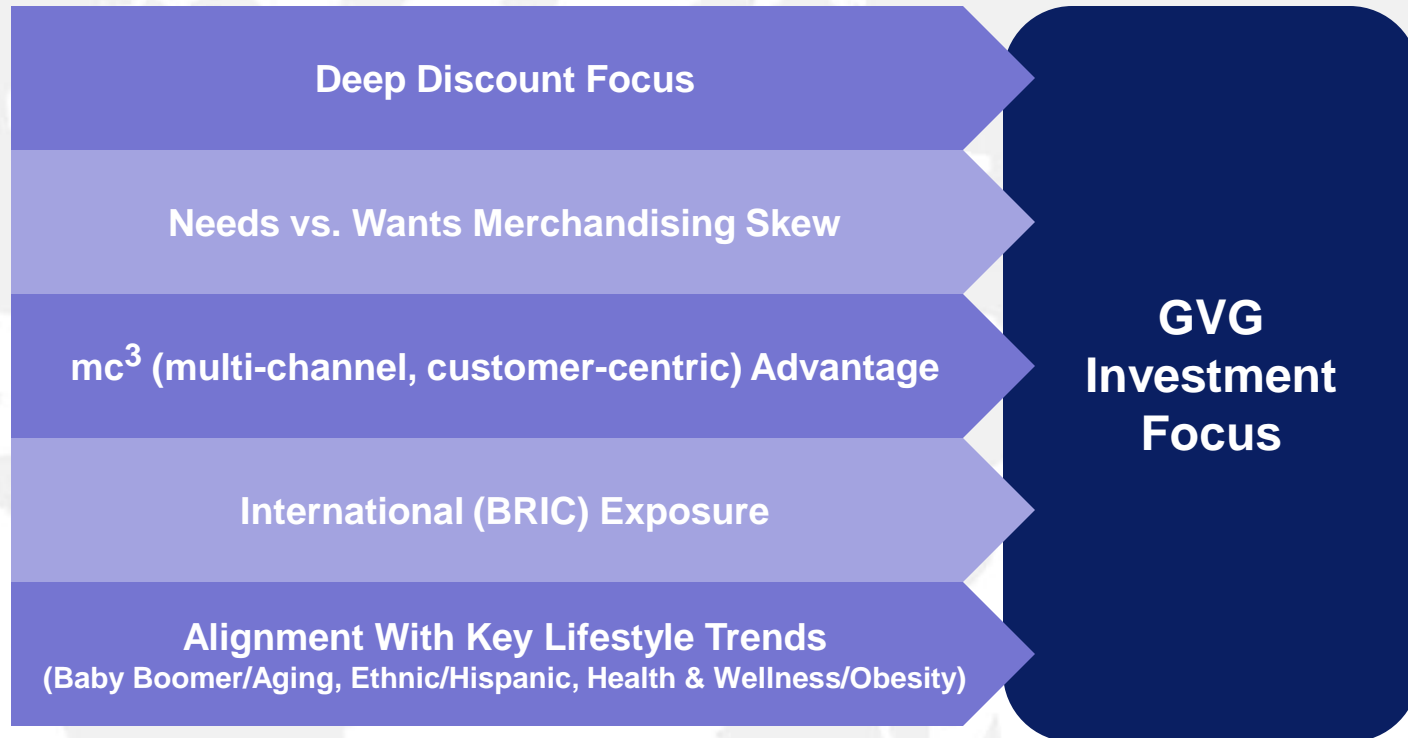 Deep Discount Focus
Needs vs. Wants Merchandising Skew
mc³ (multi-channel, customer-centric) Advantage
International (BRIC) Exposure
Alignment With Key Lifestyle Trends
(Baby Boomer/Aging, Ethnic/Hispanic, Health & Wellness/Obesity)
GVG
Investment
Focus